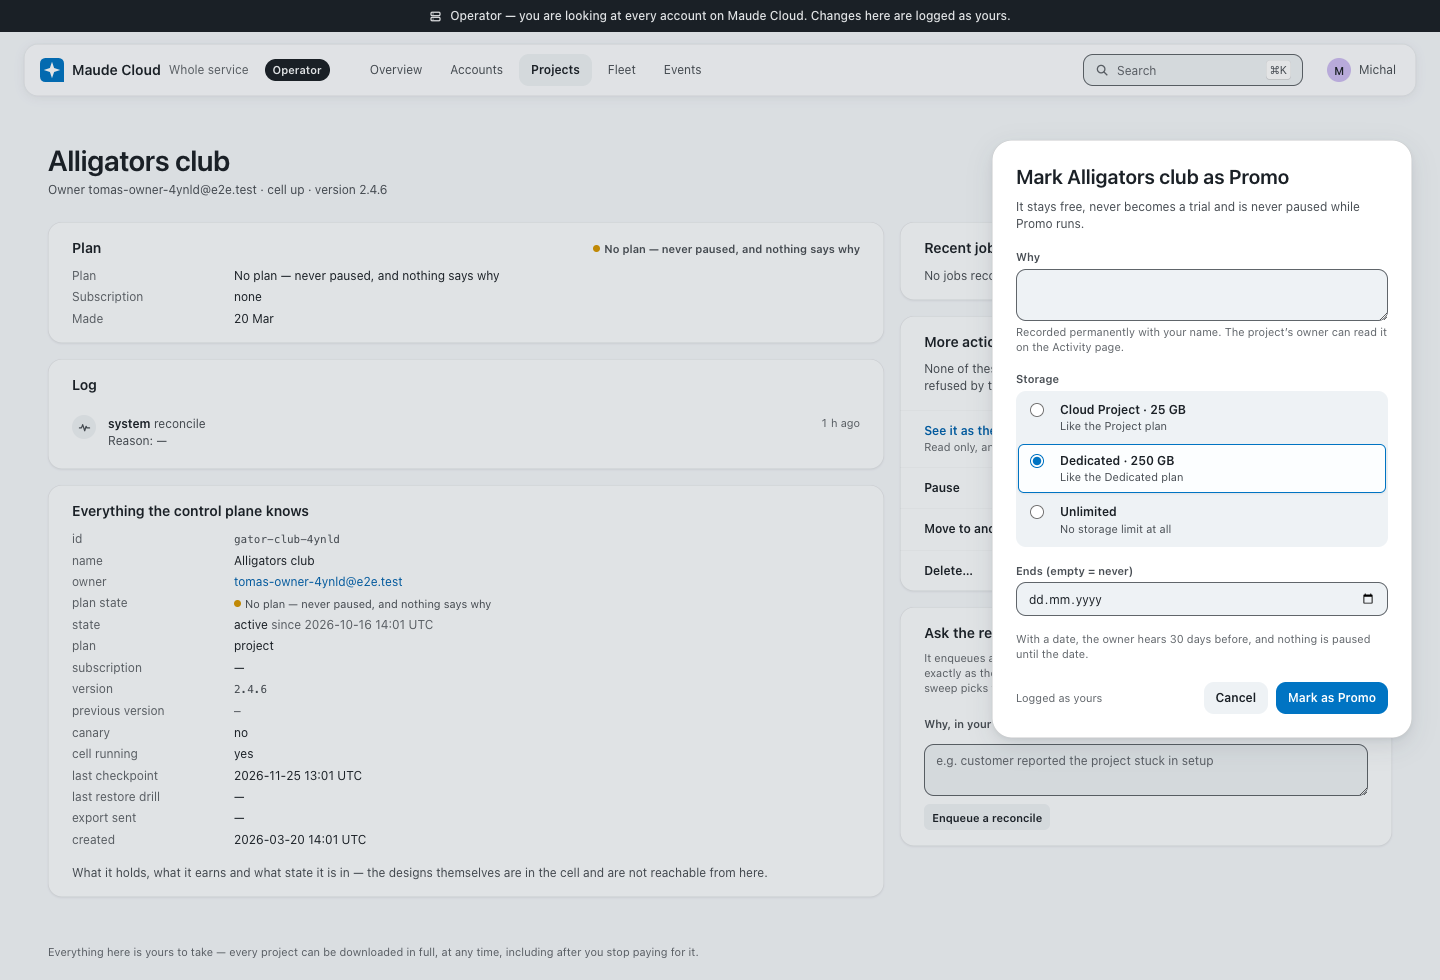 Operator — you are looking at every account on Maude Cloud. Changes here are logged as yours.
Maude Cloud Whole service Operator Overview Accounts Projects Fleet Events Search ⌘K M Michal
Alligators club
Owner tomas-owner-4ynld@e2e.test · cell up · version 2.4.6
Plan No plan — never paused, and nothing says why
Plan No plan — never paused, and nothing says why
Subscription none
Made 20 Mar
Log
system reconcile 1 h ago
Reason: —
Everything the control plane knows
id gator-club-4ynld
name Alligators club
owner tomas-owner-4ynld@e2e.test
plan state No plan — never paused, and nothing says why
state active since 2026-10-16 14:01 UTC
plan project
subscription —
version 2.4.6
previous version —
canary no
cell running yes
last checkpoint 2026-11-25 13:01 UTC
last restore drill —
export sent —
created 2026-03-20 14:01 UTC
What it holds, what it earns and what state it is in — the designs themselves are in the cell and are not reachable from here.
Recent
No jobs
More
None of
refused by
See it as
Read only,
Pause
Move to
Delete...
Ask the
It enqueues
exactly as
sweep picks
Why, in your
e.g. customer reported the project stuck in setup
Enqueue a reconcile
Mark Alligators club as Promo
It stays free, never becomes a trial and is never paused while
Promo runs.
Why
Recorded permanently with your name. The project's owner can read it
on the Activity page.
Storage
Cloud Project · 25 GB
Like the Project plan
Dedicated · 250 GB
Like the Dedicated plan
Unlimited
No storage limit at all
Ends (empty = never)
dd.mm.yyyy
With a date, the owner hears 30 days before, and nothing is paused
until the date.
Logged as yours Cancel Mark as Promo
Everything here is yours to take — every project can be downloaded in full, at any time, including after you stop paying for it.